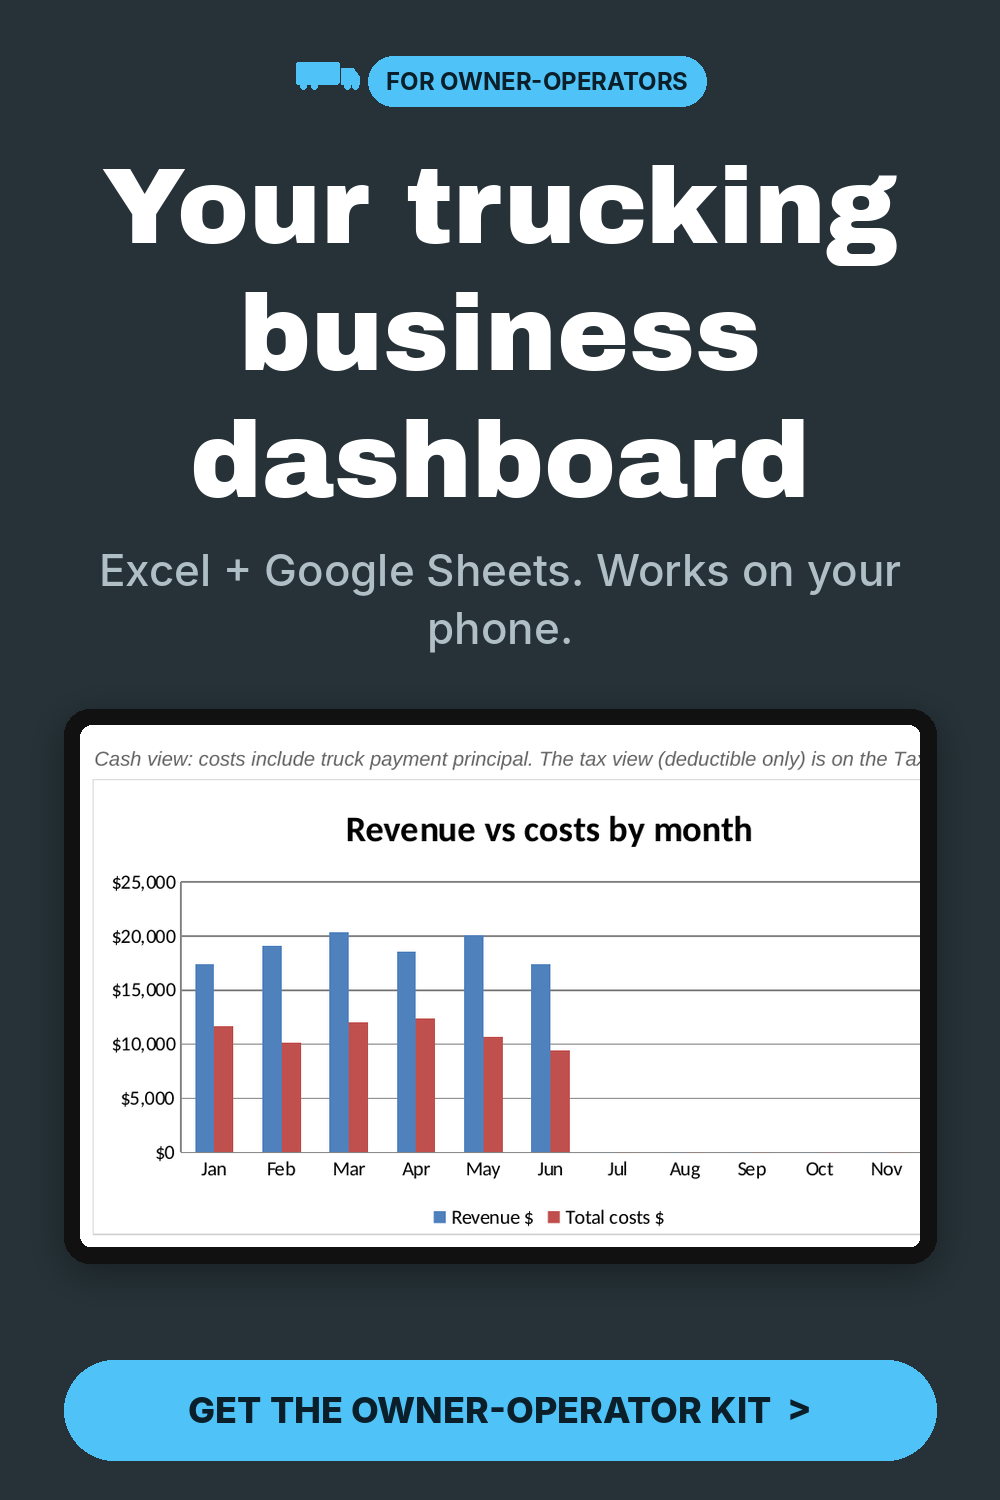 FOR OWNER-OPERATORS
Your trucking
business
dashboard
Excel + Google Sheets. Works on your
phone.
Cash view: costs include truck payment principal. The tax view (deductible only) is on the Tax
Revenue vs costs by month
$25,000
$20,000
$15,000
$10,000
$5,000
$0
Jan Feb Mar Apr May Jun Jul Aug Sep Oct Nov
Revenue $ Total costs $
GET THE OWNER-OPERATOR KIT >